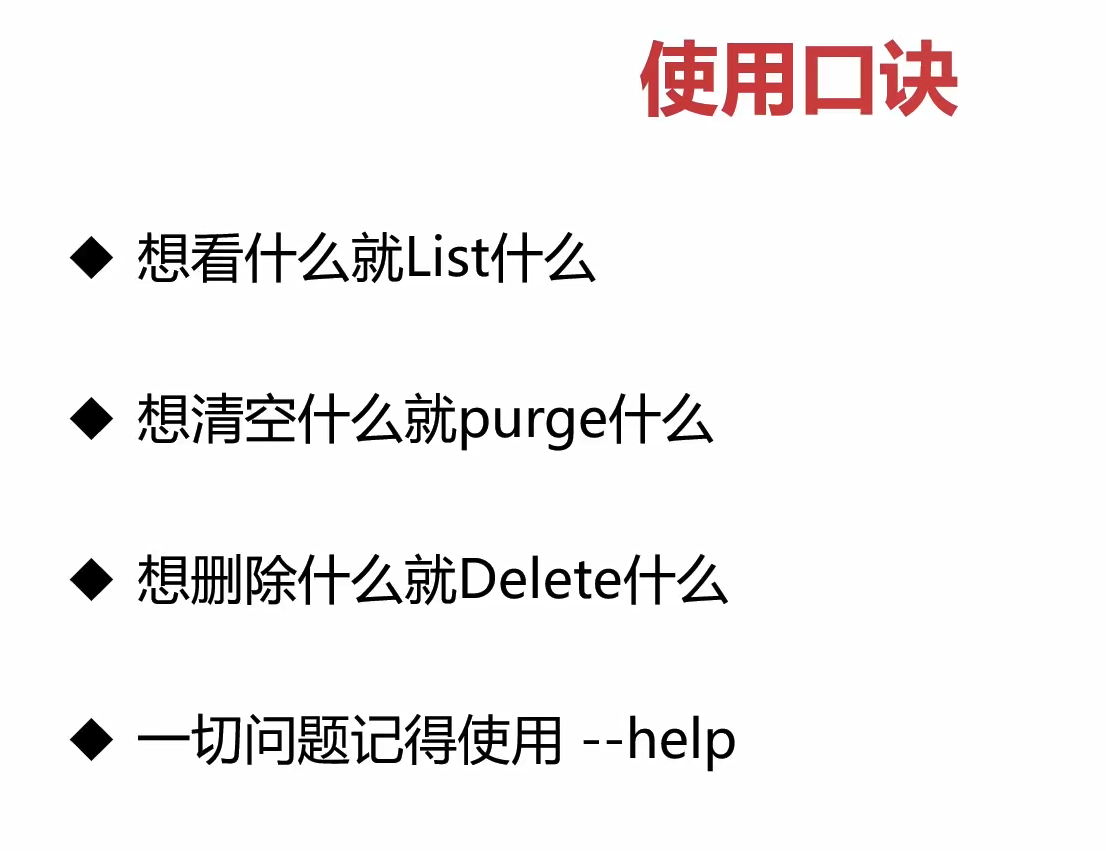 使用口诀
◆ 想看什么就List什么
◆ 想清空什么就purge什么
◆ 想删除什么就Delete什么
◆ 一切问题记得使用 --help